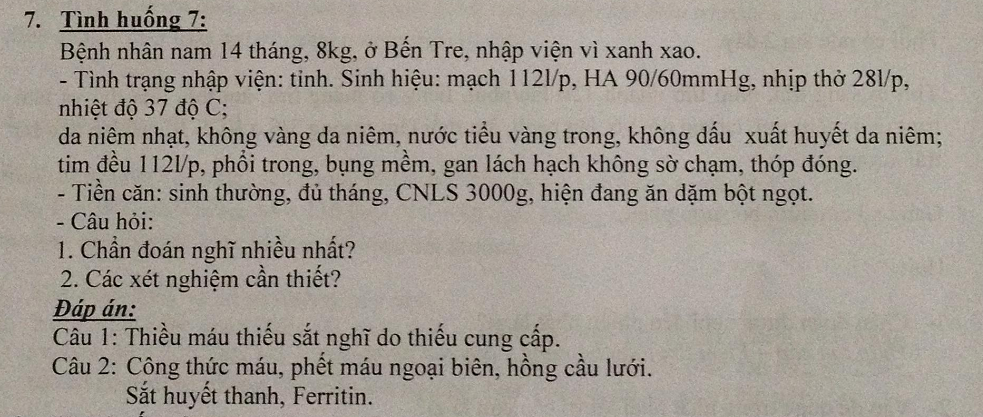 7. Tình huống 7:
Bệnh nhân nam 14 tháng, 8kg, ở Bến Tre, nhập viện vì xanh xao.
- Tình trạng nhập viện: tỉnh. Sinh hiệu: mạch 112l/p, HA 90/60mmHg, nhịp thở 28l/p,
nhiệt độ 37 độ C;
da niêm nhạt, không vàng da niêm, nước tiểu vàng trong, không dấu xuất huyết da niêm;
tim đều 112l/p, phổi trong, bụng mềm, gan lách hạch không sờ chạm, thóp đóng.
- Tiền căn: sinh thường, đủ tháng, CNLS 3000g, hiện đang ăn dặm bột ngọt.
- Câu hỏi:
1. Chẩn đoán nghĩ nhiều nhất?
2. Các xét nghiệm cần thiết?
Đáp án:
Câu 1: Thiều máu thiếu sắt nghĩ do thiếu cung cấp.
Câu 2: Công thức máu, phết máu ngoại biên, hồng cầu lưới.
Sắt huyết thanh, Ferritin.